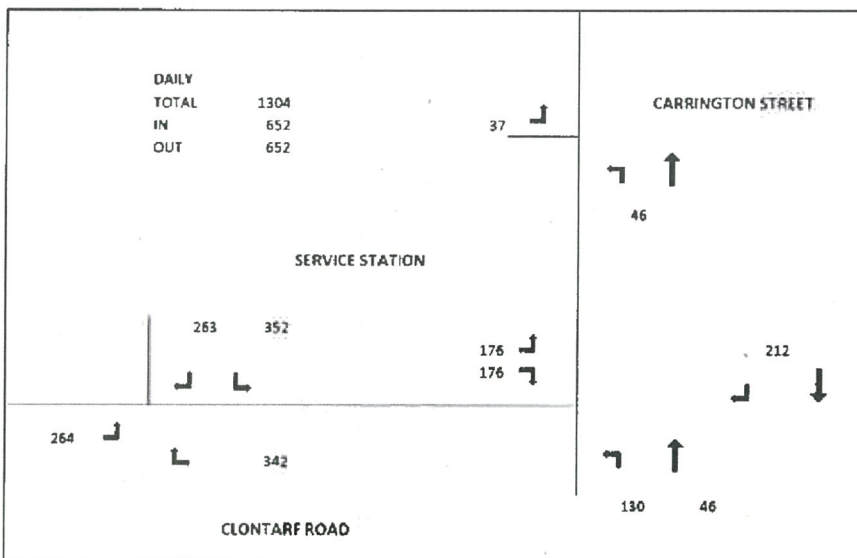 DAILY
TOTAL 1304
IN 652
OUT 652
37
CARRINGTON STREET
46
SERVICE STATION
263 352
176
176
212
264
342
130 46
CLONTARF ROAD